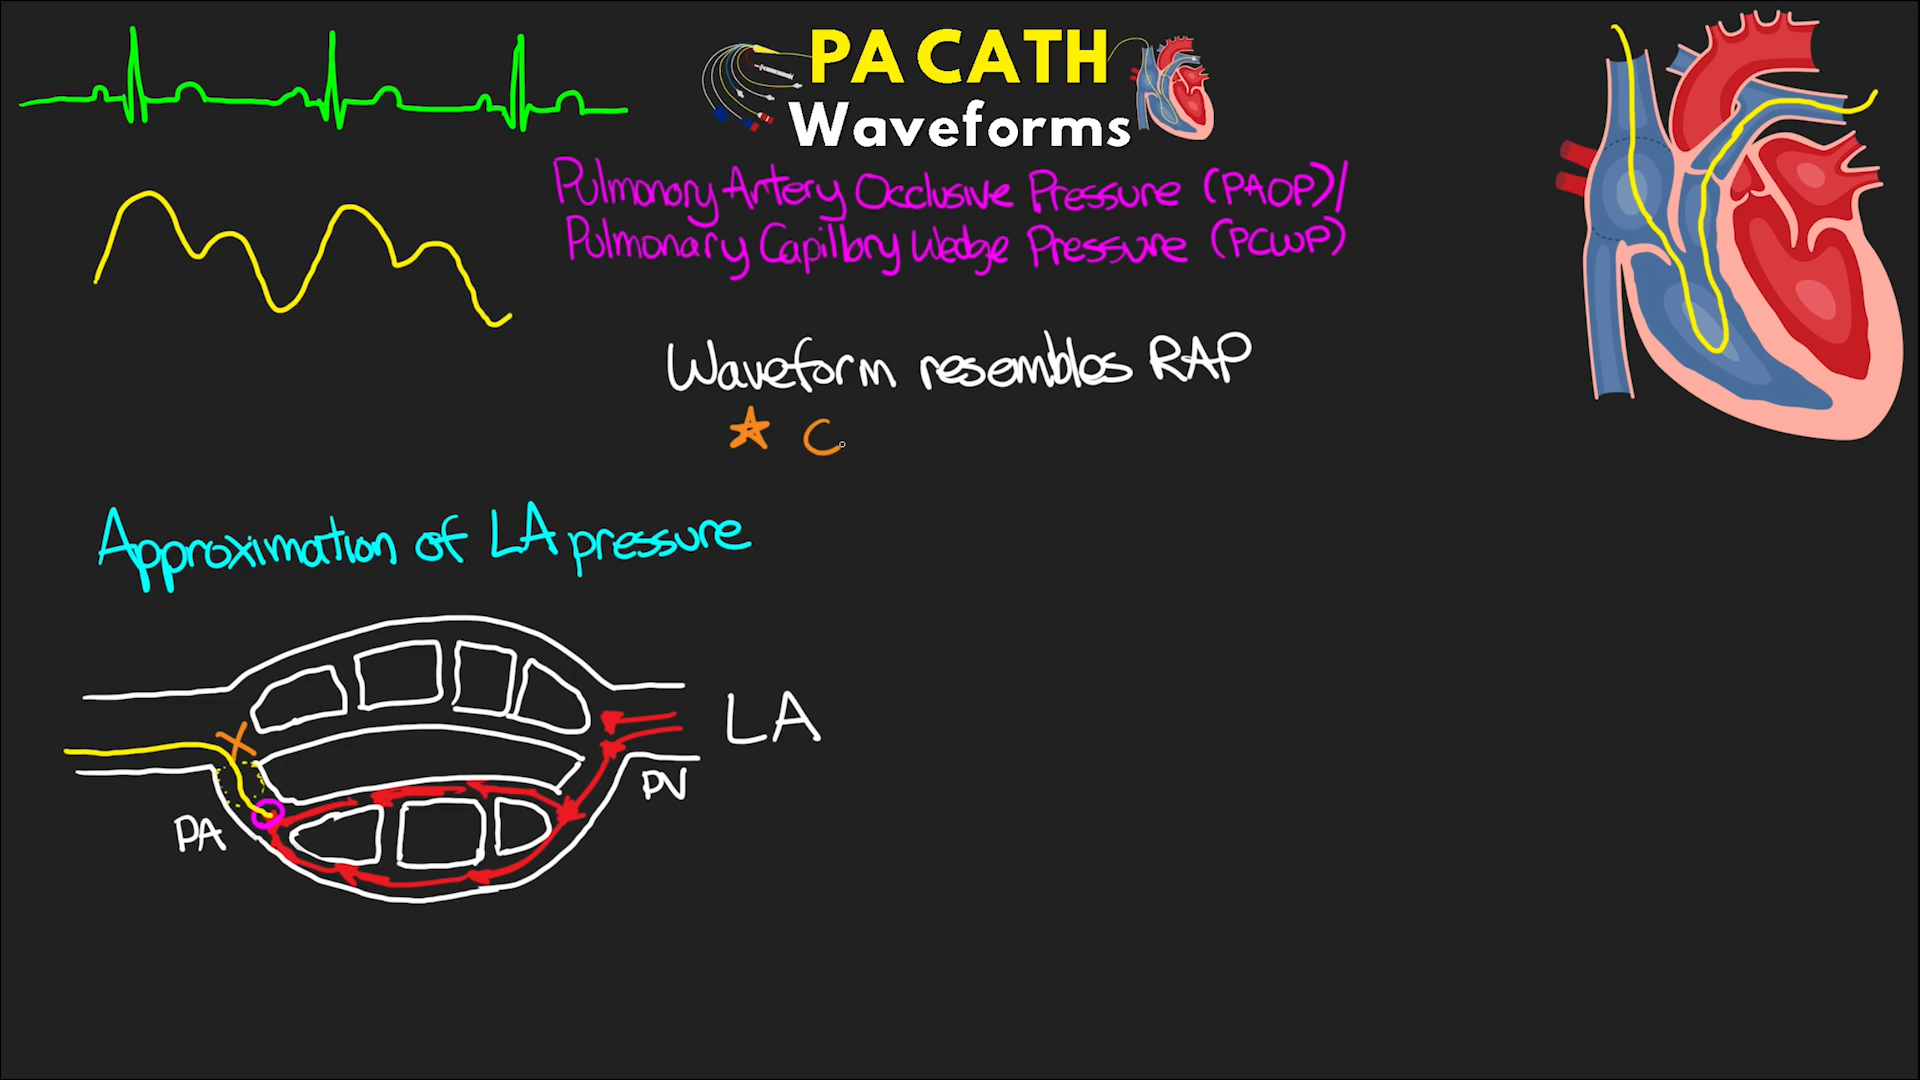 PA CATH
Waveforms
Pulmonary Artery Occlusive Pressure (PAOP)/
Pulmonary Capillary Wedge Pressure (PCWP)
Waveform resembles RAP
C
Approximation of LA pressure
LA
PV
PA